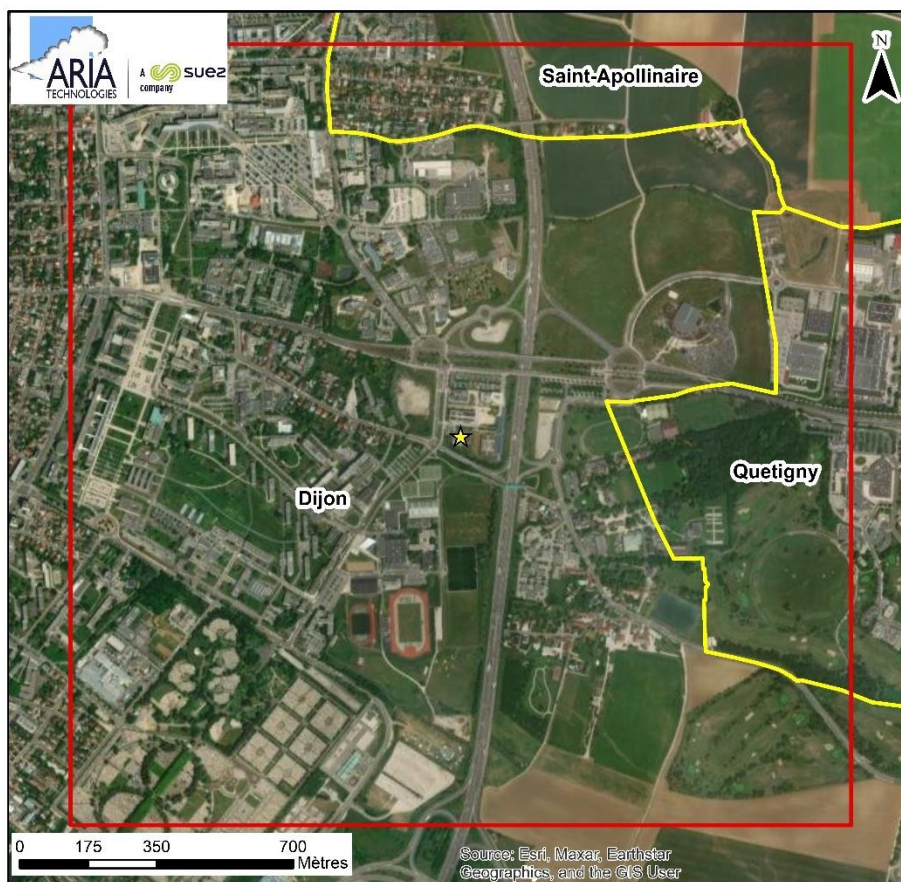 ARIA
TECHNOLOGIES
A
suez
company
N
Saint-Apollinaire
Quetigny
Dijon
0 175 350 700
Mètres
Source: Esri, Maxar, Earthstar
Geographics, and the GIS User